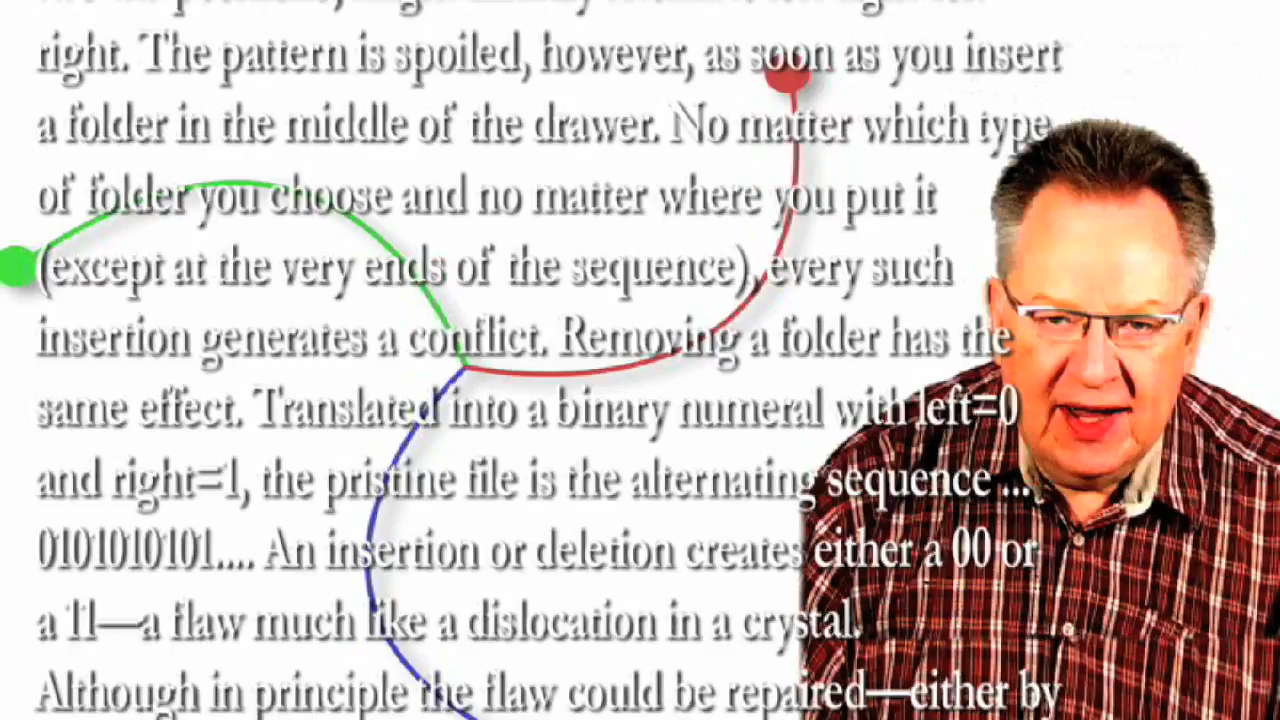 right. The pattern is spoiled, however, as soon as you insert
a folder in the middle of the drawer. No matter which type
of folder you choose and no matter where you put it
(except at the very ends of the sequence), every such
insertion generates a conflict. Removing a folder has the
same effect. Translated into a binary numeral with left=0
and right=1, the pristine file is the alternating sequence ...
0101010101.... An insertion or deletion creates either a 00 or
a 11—a flaw much like a dislocation in a crystal.
Although in principle the flaw could be repaired—either by